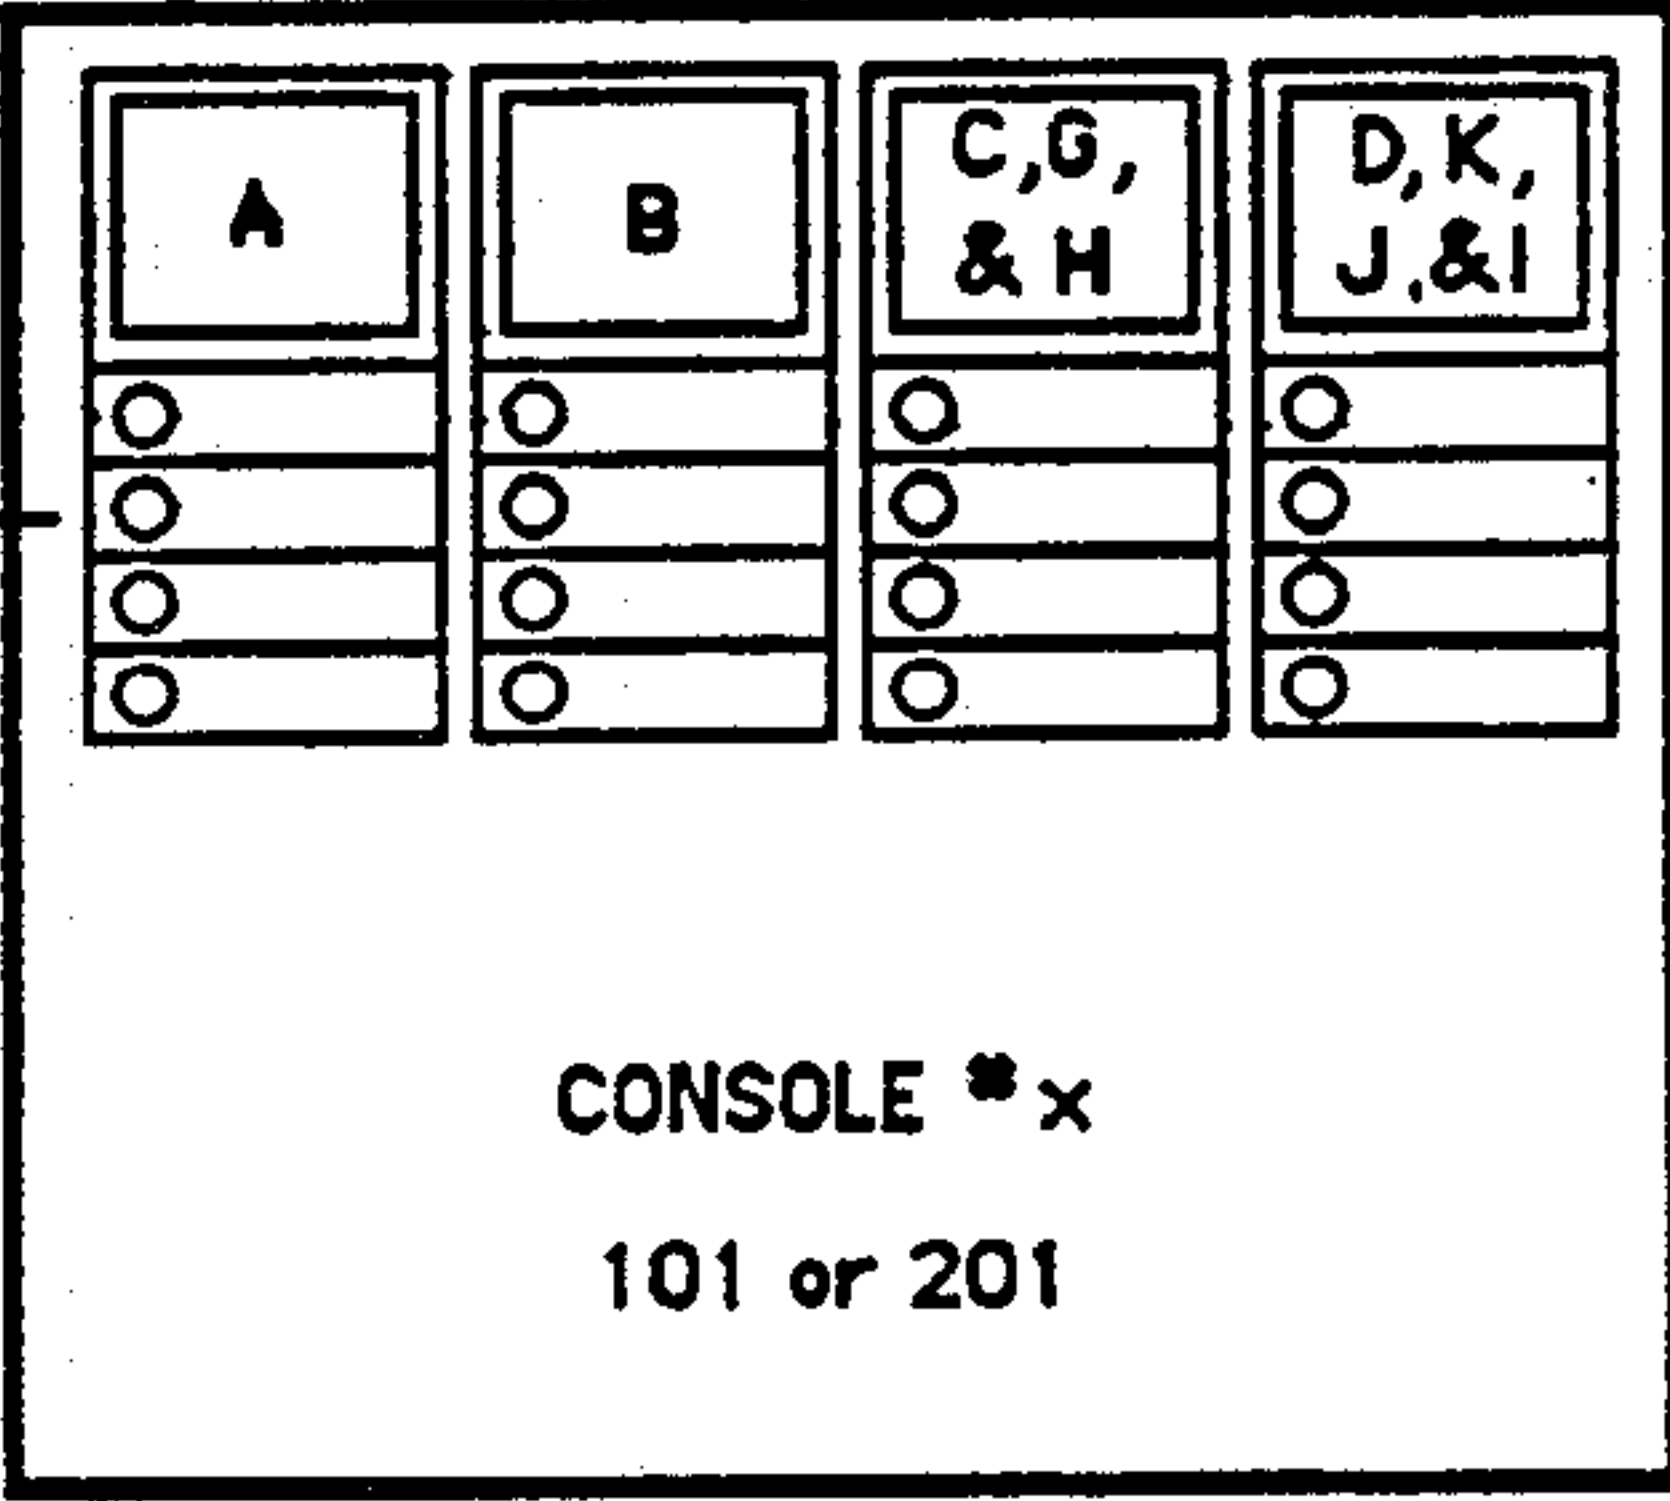 A
B
C,G,
& H
D,K,
J,&I
CONSOLE #x
101 or 201